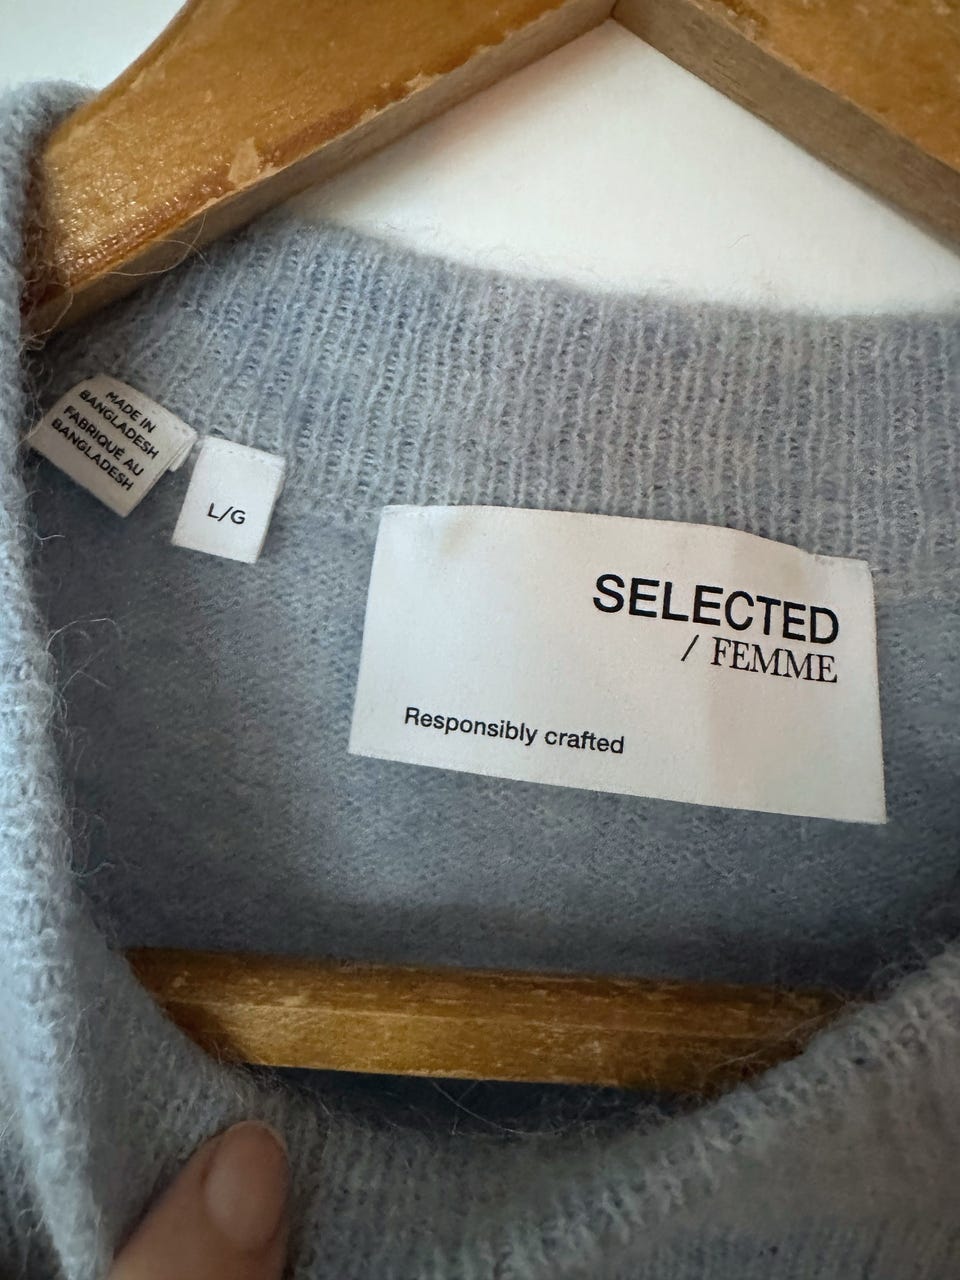 MADE IN
BANGLADESH
FABRIQUÉ AU
BANGLADESH
L/G
SELECTED
/ FEMME
Responsibly crafted